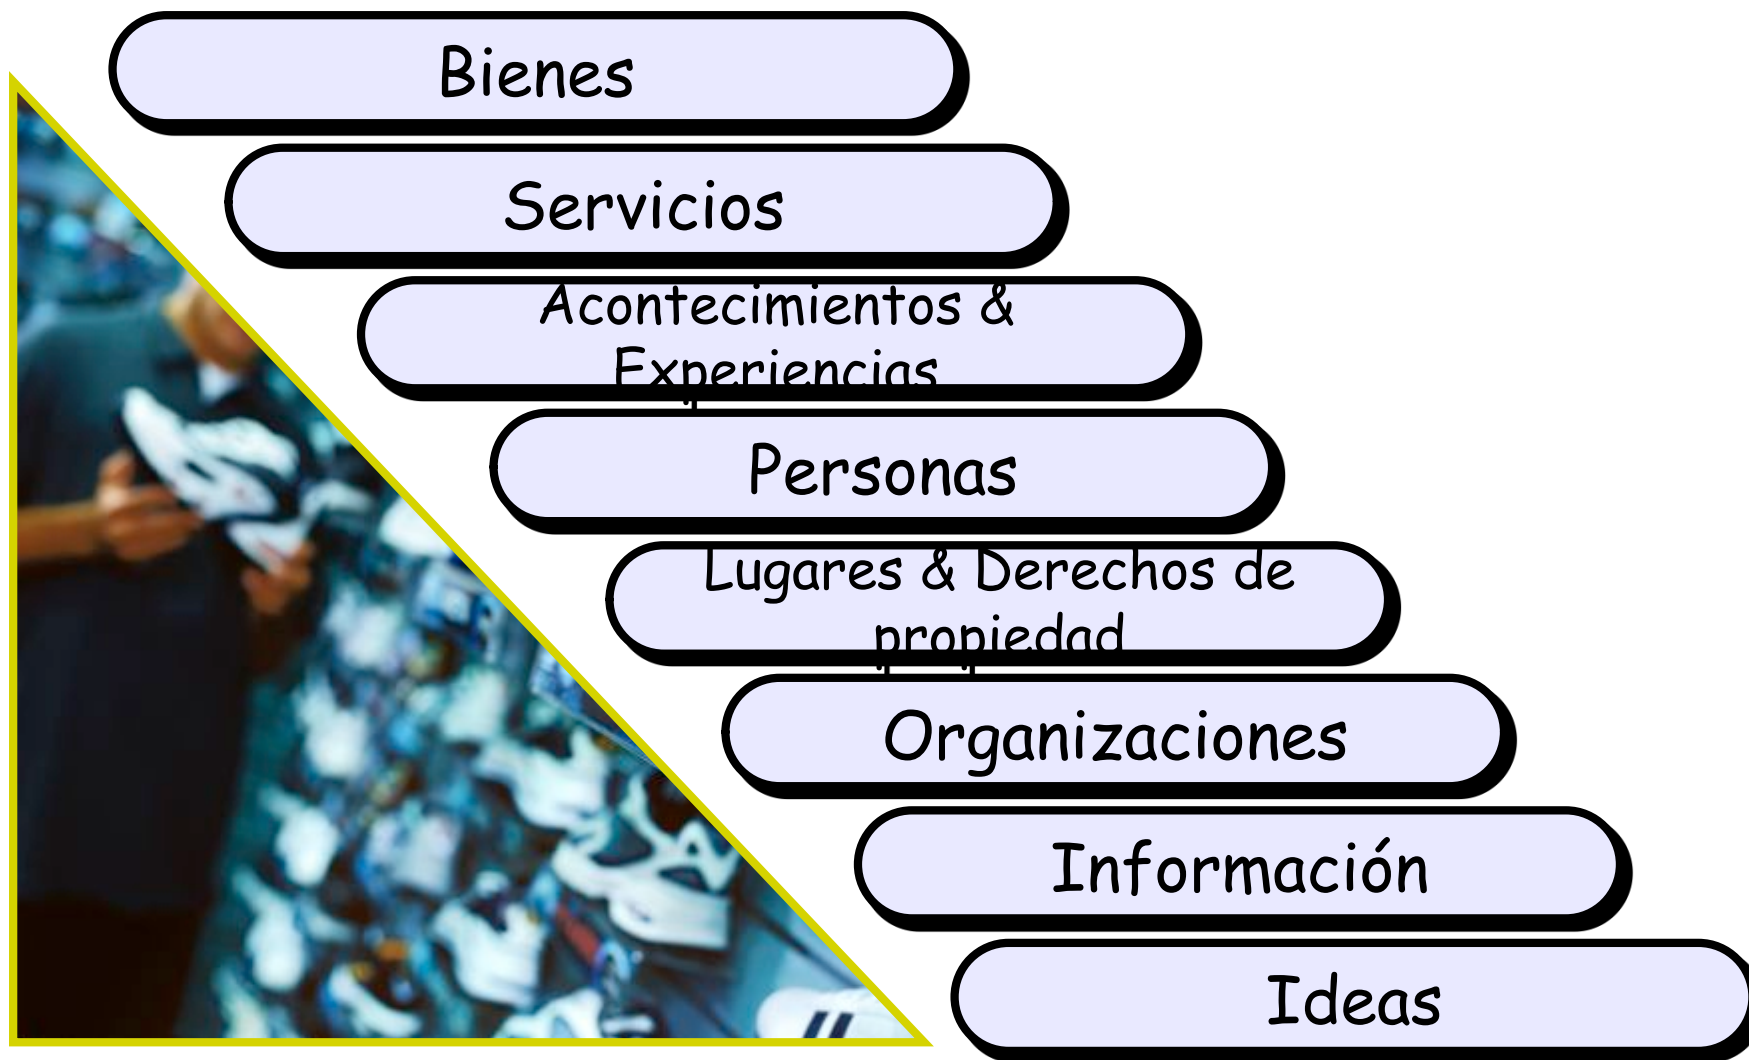 Bienes
Servicios
Acontecimientos &
Experiencias
Personas
Lugares & Derechos de
propiedad
Organizaciones
Información
Ideas